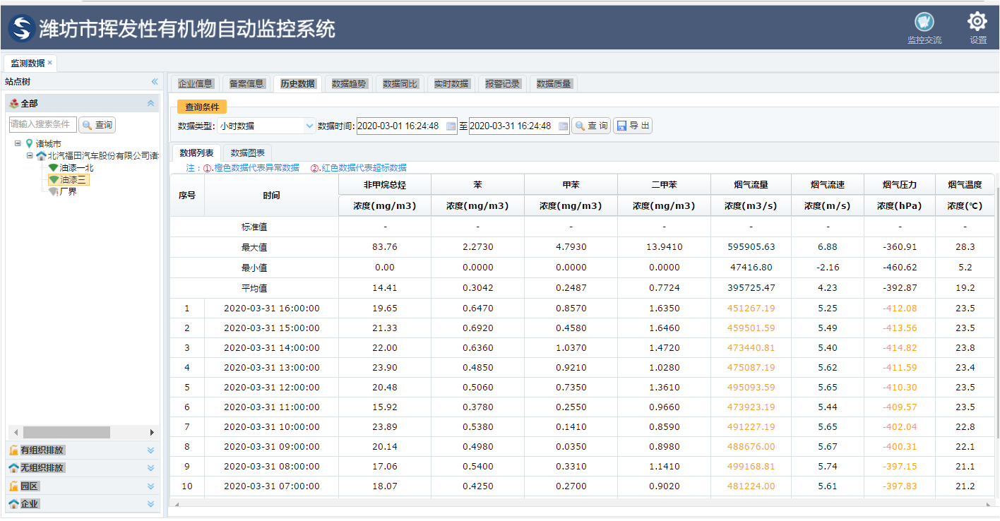 潍坊市挥发性有机物自动监控系统
监控交流 设置
监测数据 ×
站点树 «
全部
请输入搜索条件 查询
诸城市
北汽福田汽车股份有限公司诸
油漆一北
油漆三
厂界
有组织排放
无组织排放
园区
企业
企业信息 备案信息 历史数据 数据趋势 数据同比 实时数据 报警记录 数据质量
查询条件
数据类型: 小时数据 数据时间: 2020-03-01 16:24:48 至 2020-03-31 16:24:48 查 询 导 出
数据列表 数据图表
注：①.橙色数据代表异常数据 ②.红色数据代表超标数据
序号 时间 非甲烷总烃 苯 甲苯 二甲苯 烟气流量 烟气流速 烟气压力 烟气温度
浓度(mg/m3) 浓度(mg/m3) 浓度(mg/m3) 浓度(mg/m3) 浓度(m3/s) 浓度(m/s) 浓度(hPa) 浓度(℃)
标准值 - - - - - - - -
最大值 83.76 2.2730 4.7930 13.9410 595905.63 6.88 -360.91 28.3
最小值 0.00 0.0000 0.0000 0.0000 47416.80 -2.16 -460.62 5.2
平均值 14.41 0.3042 0.2487 0.7724 395725.47 4.23 -392.87 19.2
1 2020-03-31 16:00:00 19.65 0.6470 0.8570 1.6350 451267.19 5.25 -412.08 23.5
2 2020-03-31 15:00:00 21.33 0.6920 0.4580 1.6460 459501.59 5.49 -413.56 23.5
3 2020-03-31 14:00:00 22.00 0.6360 1.0370 1.4720 473440.81 5.40 -414.82 23.8
4 2020-03-31 13:00:00 23.90 0.4850 0.9210 1.0280 475087.19 5.62 -411.59 23.4
5 2020-03-31 12:00:00 20.48 0.5060 0.7350 1.3610 495093.59 5.65 -410.30 23.5
6 2020-03-31 11:00:00 15.92 0.3780 0.2550 0.9660 473923.19 5.44 -409.57 23.5
7 2020-03-31 10:00:00 23.89 0.5380 0.1410 0.8590 491227.19 5.65 -402.04 22.8
8 2020-03-31 09:00:00 20.14 0.4980 0.0350 0.8980 488676.00 5.67 -400.31 22.1
9 2020-03-31 08:00:00 17.06 0.5400 0.3310 1.1410 499168.81 5.74 -397.15 21.1
10 2020-03-31 07:00:00 18.07 0.4250 0.2700 0.9020 481224.00 5.61 -397.83 21.2